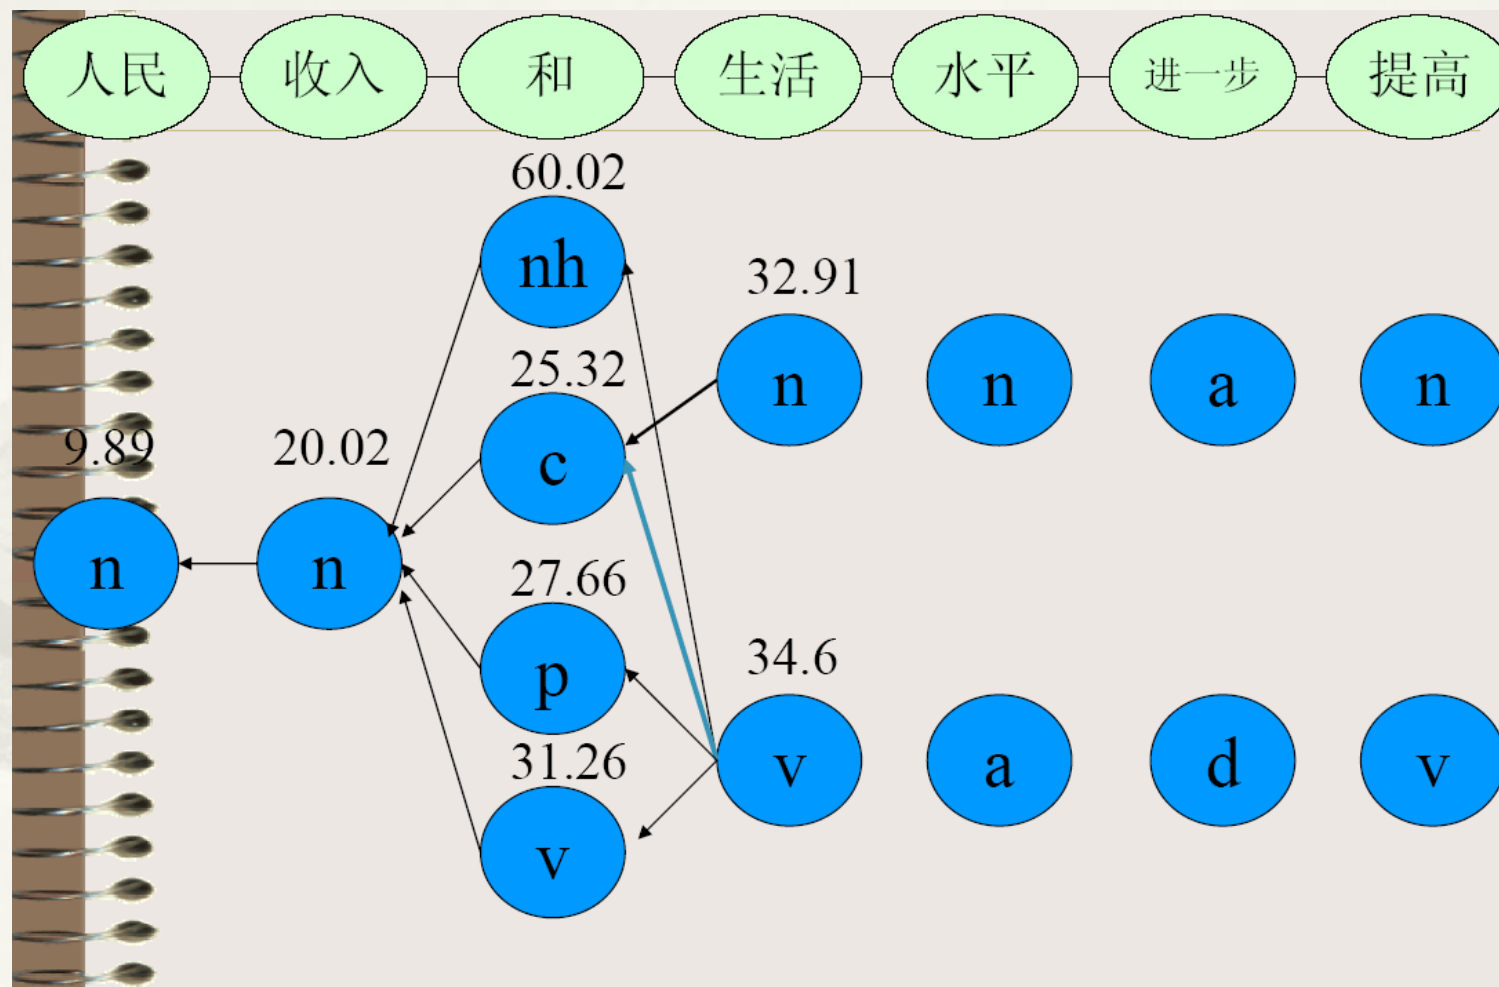 人民 收入 和 生活 水平 进一步 提高
60.02
nh
32.91
25.32
n n a n
9.89 20.02
c
n n
27.66
34.6
p
31.26
v a d v
v